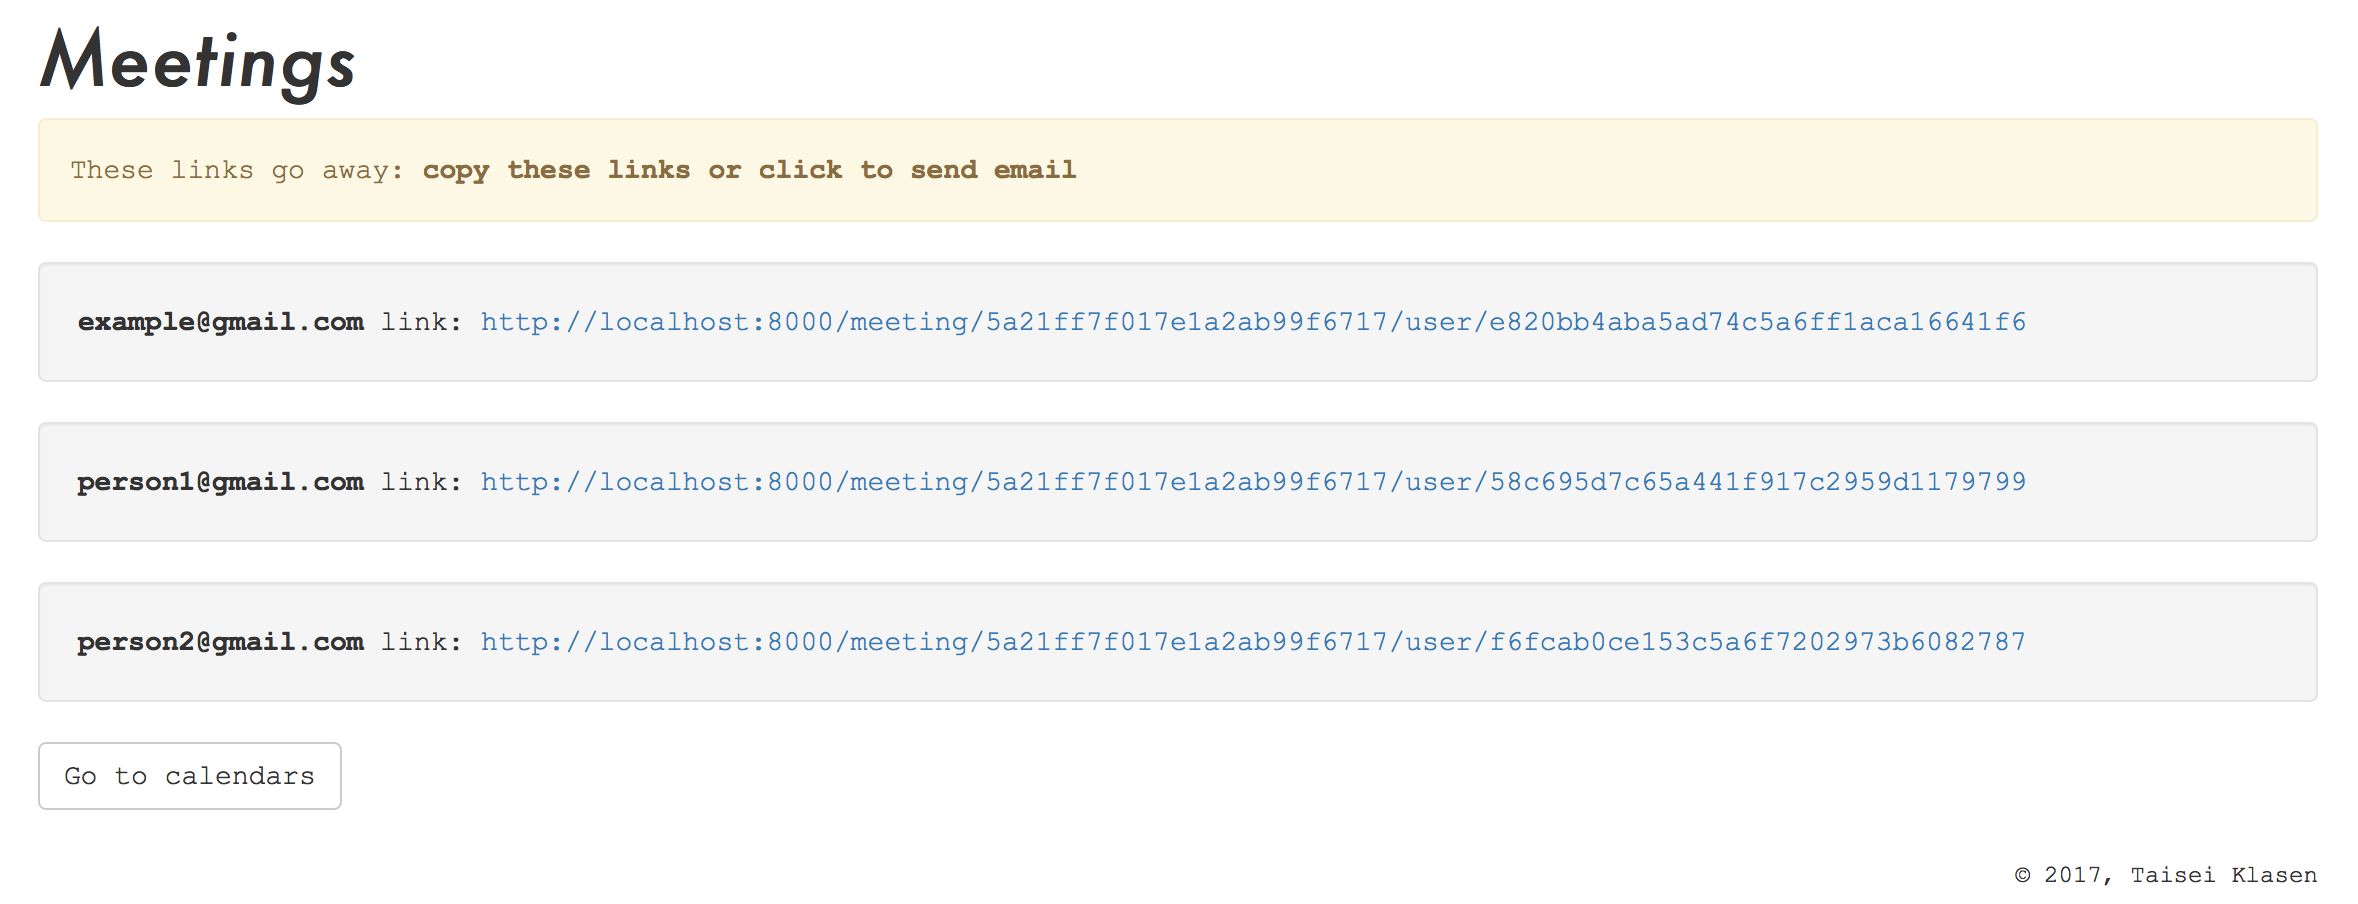 Meetings
These links go away: copy these links or click to send email
example@gmail.com link: http://localhost:8000/meeting/5a21ff7f017e1a2ab99f6717/user/e820bb4aba5ad74c5a6ff1aca16641f6
person1@gmail.com link: http://localhost:8000/meeting/5a21ff7f017e1a2ab99f6717/user/58c695d7c65a441f917c2959d1179799
person2@gmail.com link: http://localhost:8000/meeting/5a21ff7f017e1a2ab99f6717/user/f6fcab0ce153c5a6f7202973b6082787
Go to calendars
© 2017, Taisei Klasen